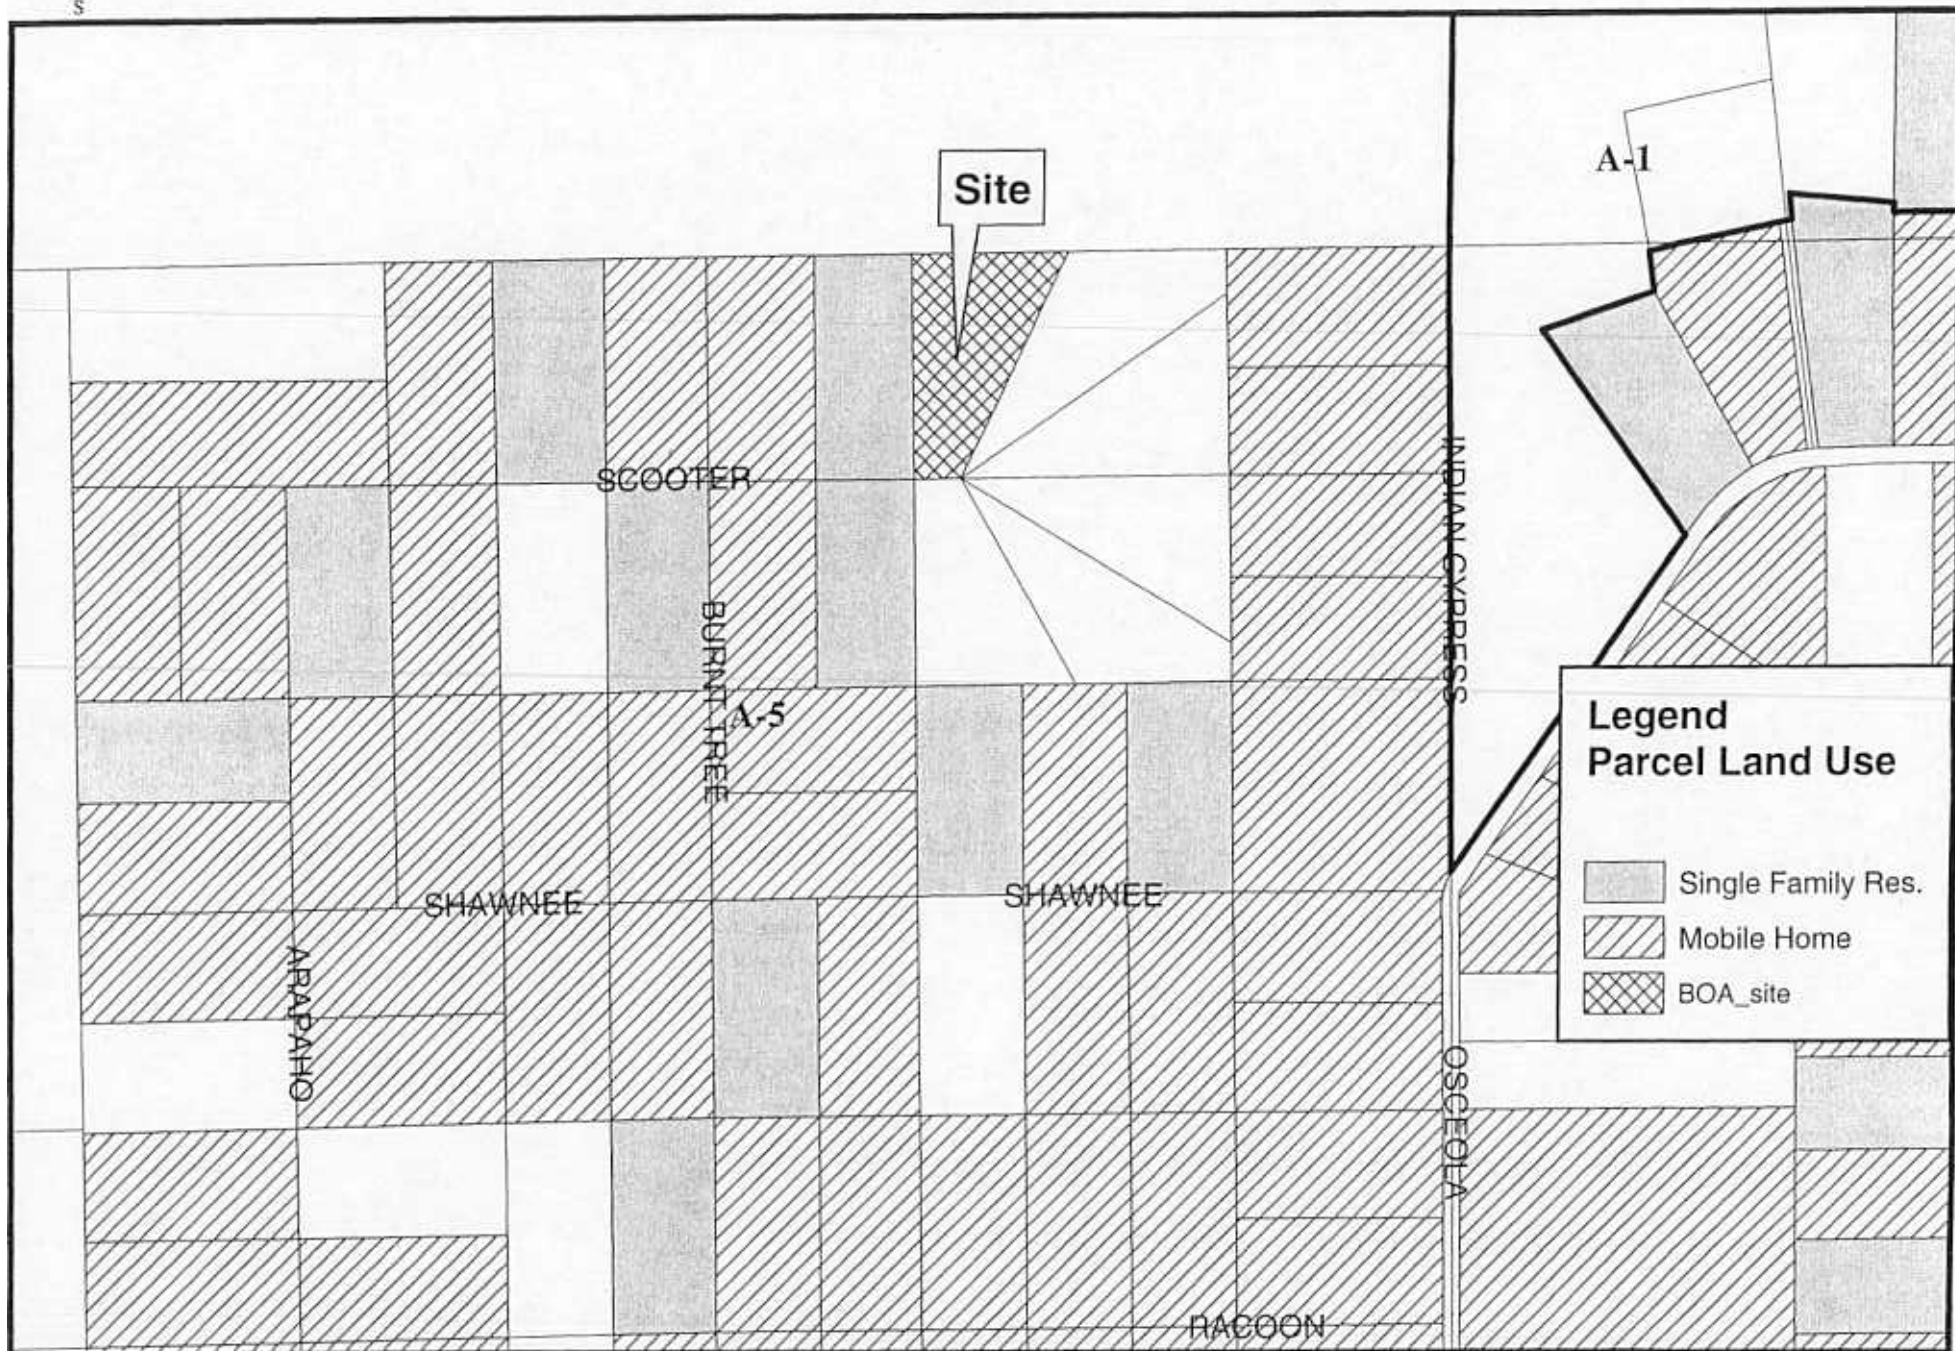 S
A-1
Site
SCOOTER
INDIAN CYPRESS
BURNT TREE
A-5
Legend
Parcel Land Use
Single Family Res.
Mobile Home
BOA_site
SHAWNEE
SHAWNEE
ARAPAHO
OSCEOLA
RACOON